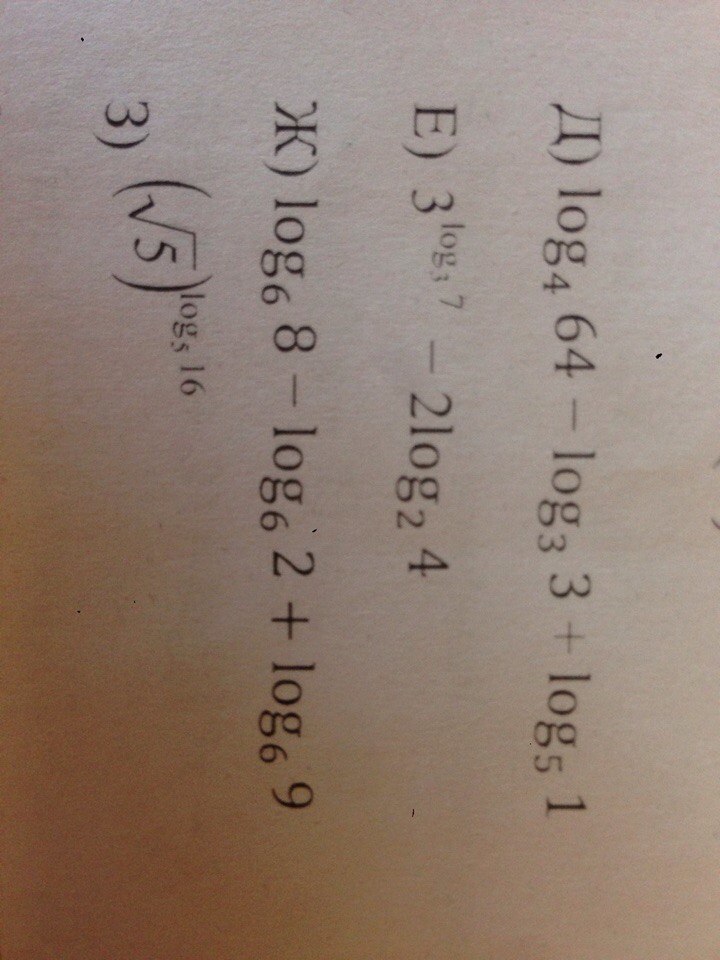 Д) log₄ 64 − log₃ 3 + log₅ 1
Е) 3^(log₃ 7) − 2log₂ 4
Ж) log₆ 8 − log₆ 2 + log₆ 9
З) (√5)^(log₅ 16)